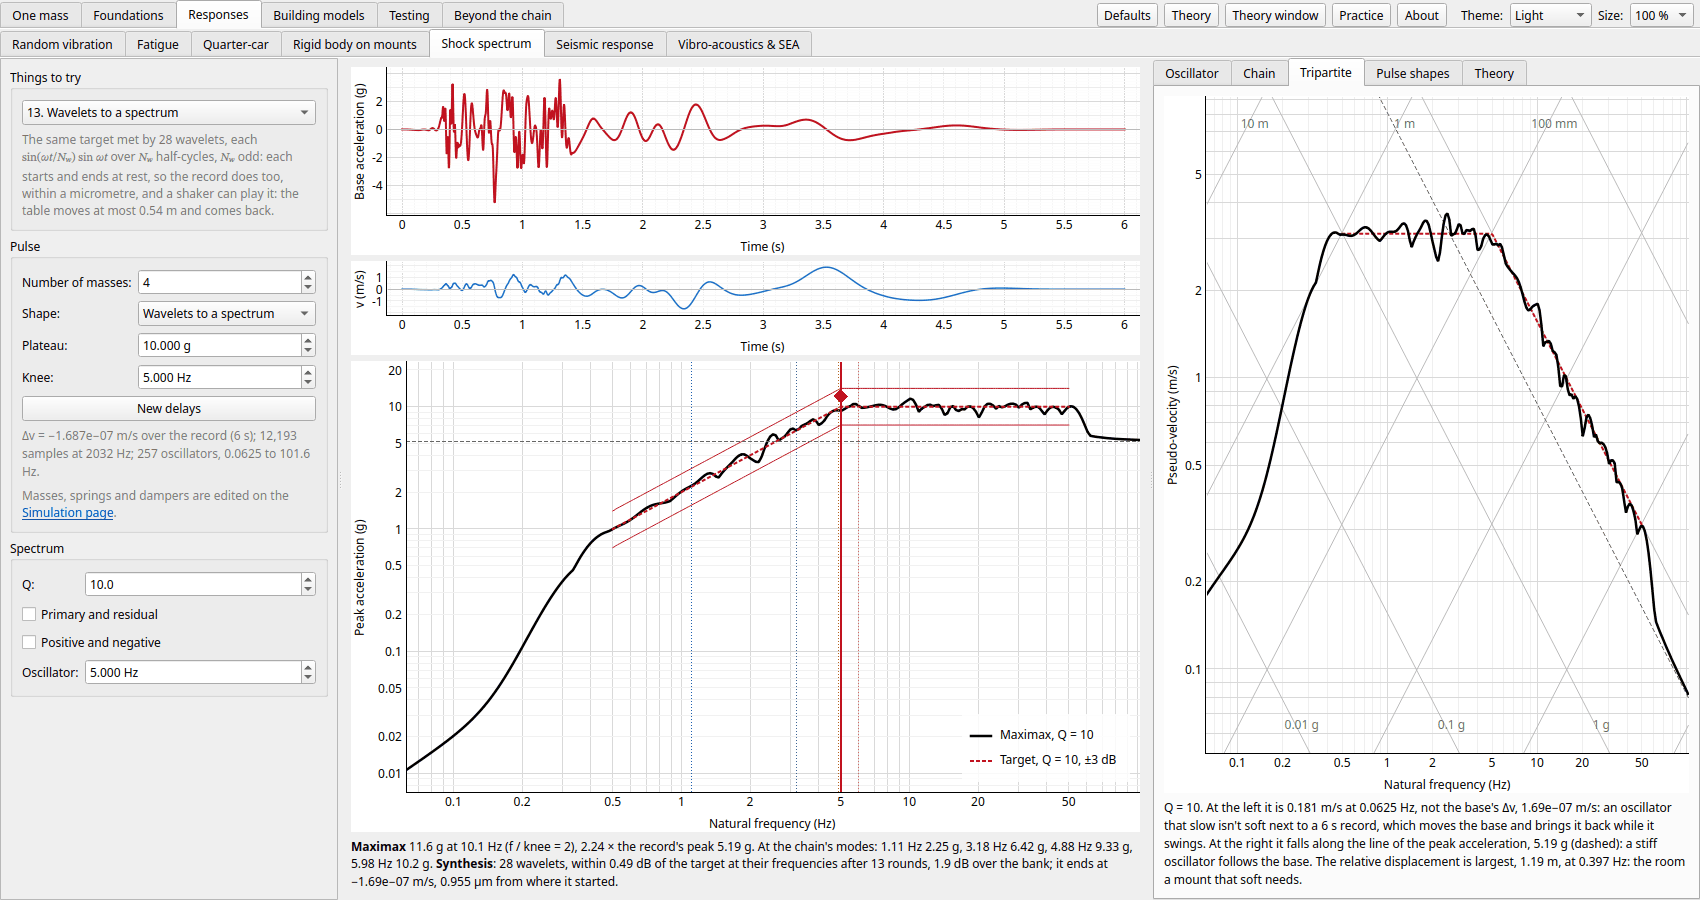 One mass Foundations Responses Building models Testing Beyond the chain Defaults Theory Theory window Practice About Theme: Light Size: 100 %
Random vibration Fatigue Quarter-car Rigid body on mounts Shock spectrum Seismic response Vibro-acoustics & SEA
Things to try
13. Wavelets to a spectrum
The same target met by 28 wavelets, each
sin(ωt/Nw) sin ωt over Nw half-cycles, Nw odd: each
starts and ends at rest, so the record does too,
within a micrometre, and a shaker can play it: the
table moves at most 0.54 m and comes back.
Pulse
Number of masses: 4
Shape: Wavelets to a spectrum
Plateau: 10.000 g
Knee: 5.000 Hz
New delays
Δv = −1.687e−07 m/s over the record (6 s); 12,193
samples at 2032 Hz; 257 oscillators, 0.0625 to 101.6
Hz.
Masses, springs and dampers are edited on the
Simulation page.
Spectrum
Q: 10.0
Primary and residual
Positive and negative
Oscillator: 5.000 Hz
Base acceleration (g)
2
0
-2
-4
0 0.5 1 1.5 2 2.5 3 3.5 4 4.5 5 5.5 6
Time (s)
v (m/s)
1
0
-1
0 0.5 1 1.5 2 2.5 3 3.5 4 4.5 5 5.5 6
Time (s)
Peak acceleration (g)
20
10
5
2
1
0.5
0.2
0.1
0.05
0.02
0.01
Maximax, Q = 10
Target, Q = 10, ±3 dB
0.1 0.2 0.5 1 2 5 10 20 50
Natural frequency (Hz)
Maximax 11.6 g at 10.1 Hz (f / knee = 2), 2.24 × the record's peak 5.19 g. At the chain's modes: 1.11 Hz 2.25 g, 3.18 Hz 6.42 g, 4.88 Hz 9.33 g,
5.98 Hz 10.2 g. Synthesis: 28 wavelets, within 0.49 dB of the target at their frequencies after 13 rounds, 1.9 dB over the bank; it ends at
−1.69e−07 m/s, 0.955 µm from where it started.
Oscillator Chain Tripartite Pulse shapes Theory
10 m 1 m 100 mm
Pseudo-velocity (m/s)
5
2
1
0.5
0.2
0.1
0.01 g 0.1 g 1 g
0.1 0.2 0.5 1 2 5 10 20 50
Natural frequency (Hz)
Q = 10. At the left it is 0.181 m/s at 0.0625 Hz, not the base's Δv, 1.69e−07 m/s: an oscillator
that slow isn't soft next to a 6 s record, which moves the base and brings it back while it
swings. At the right it falls along the line of the peak acceleration, 5.19 g (dashed): a stiff
oscillator follows the base. The relative displacement is largest, 1.19 m, at 0.397 Hz: the room
a mount that soft needs.